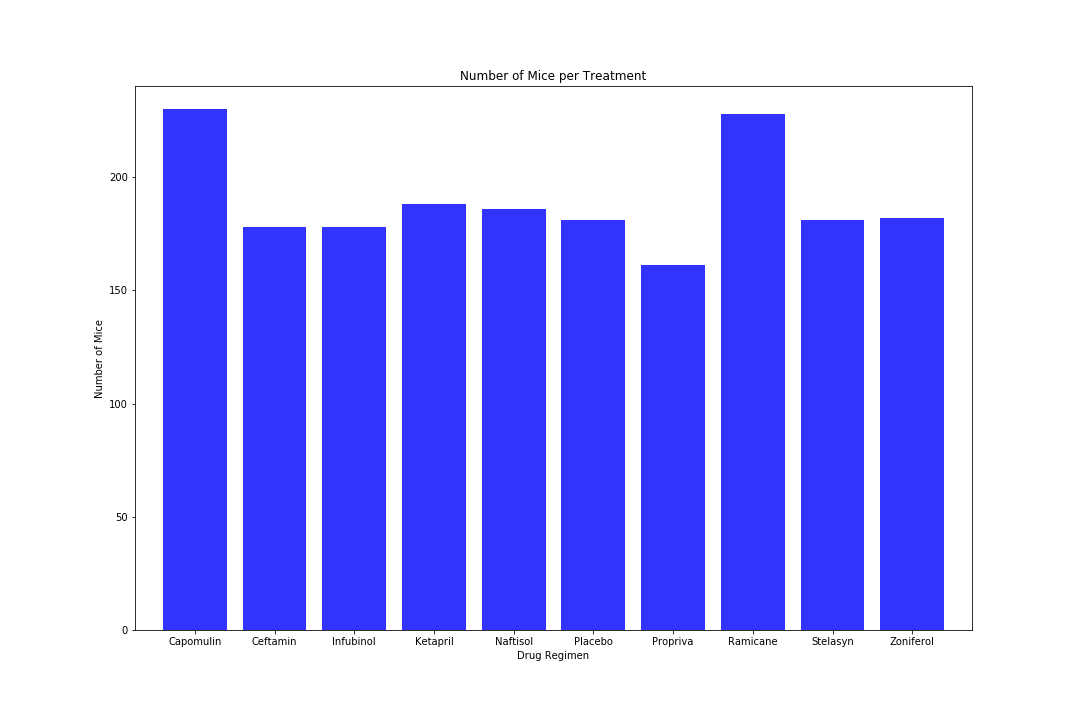 Number of Mice per Treatment
Number of Mice
200
150
100
50
0
Capomulin Ceftamin Infubinol Ketapril Naftisol Placebo Propriva Ramicane Stelasyn Zoniferol
Drug Regimen